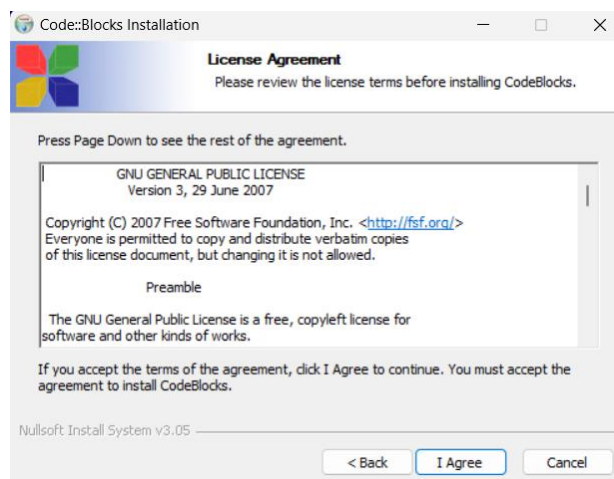 Code::Blocks Installation
License Agreement
Please review the license terms before installing CodeBlocks.
Press Page Down to see the rest of the agreement.
GNU GENERAL PUBLIC LICENSE
Version 3, 29 June 2007
Copyright (C) 2007 Free Software Foundation, Inc. <http://fsf.org/>
Everyone is permitted to copy and distribute verbatim copies
of this license document, but changing it is not allowed.
Preamble
The GNU General Public License is a free, copyleft license for
software and other kinds of works.
If you accept the terms of the agreement, click I Agree to continue. You must accept the
agreement to install CodeBlocks.
Nullsoft Install System v3.05
< Back I Agree Cancel